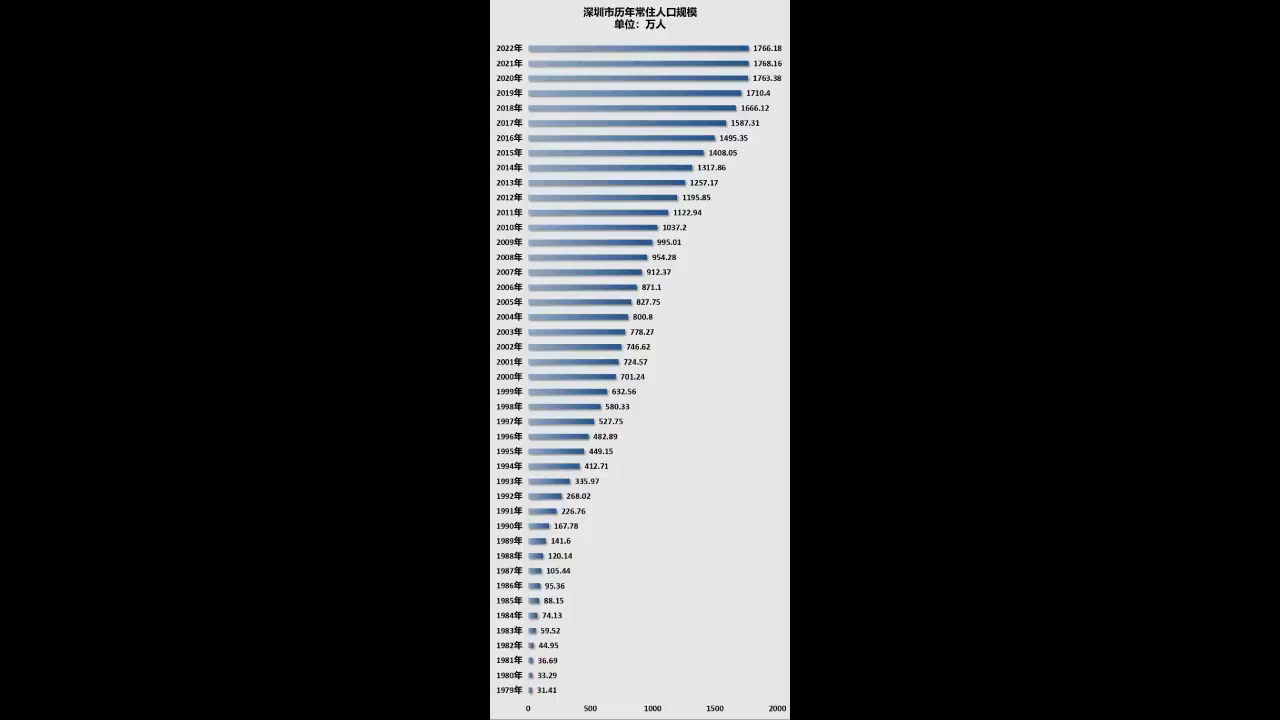 深圳市历年常住人口规模
单位：万人
2022年 1766.18
2021年 1768.16
2020年 1763.38
2019年 1710.4
2018年 1666.12
2017年 1587.31
2016年 1495.35
2015年 1408.05
2014年 1317.86
2013年 1257.17
2012年 1195.85
2011年 1122.94
2010年 1037.2
2009年 995.01
2008年 954.28
2007年 912.37
2006年 871.1
2005年 827.75
2004年 800.8
2003年 778.27
2002年 746.62
2001年 724.57
2000年 701.24
1999年 632.56
1998年 580.33
1997年 527.75
1996年 482.89
1995年 449.15
1994年 412.71
1993年 335.97
1992年 268.02
1991年 226.76
1990年 167.78
1989年 141.6
1988年 120.14
1987年 105.44
1986年 95.36
1985年 88.15
1984年 74.13
1983年 59.52
1982年 44.95
1981年 36.69
1980年 33.29
1979年 31.41
0 500 1000 1500 2000